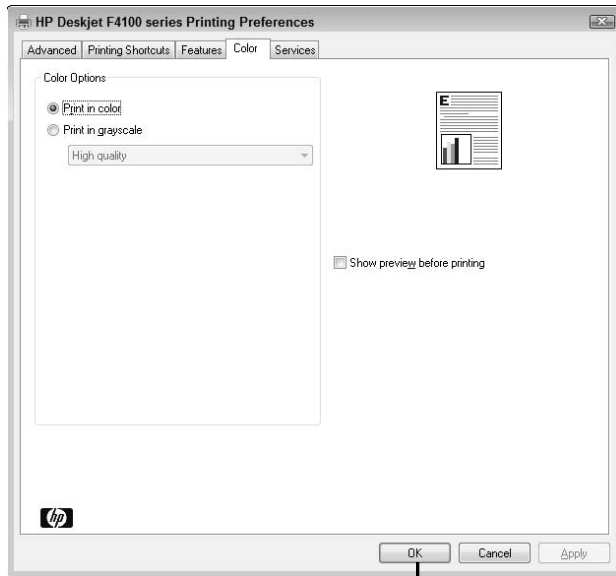 HP Deskjet F4100 series Printing Preferences
Advanced Printing Shortcuts Features Color Services
Color Options
Print in color
Print in grayscale
High quality
E
Show preview before printing
hp
OK Cancel Apply